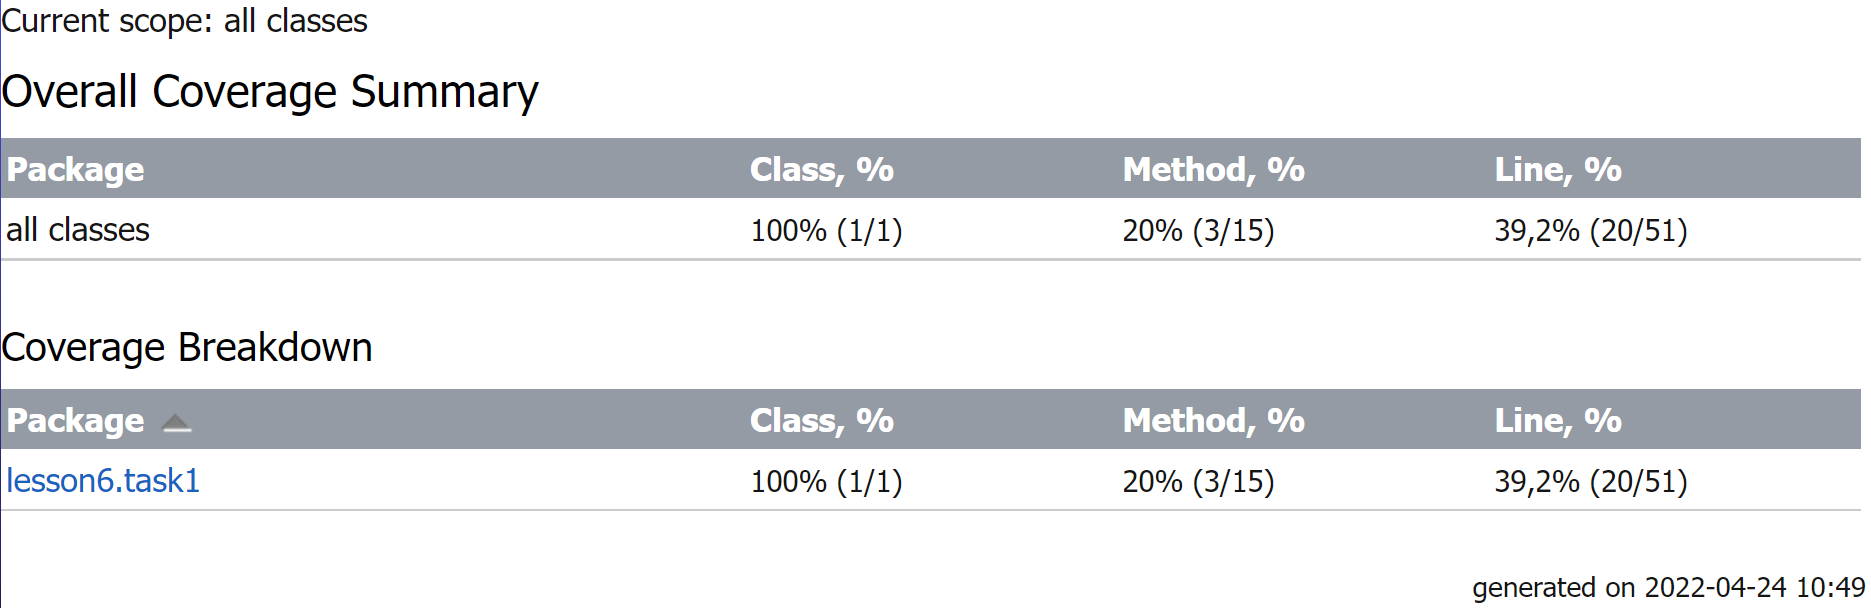 Current scope: all classes
Overall Coverage Summary
Package Class, % Method, % Line, %
all classes 100% (1/1) 20% (3/15) 39,2% (20/51)
Coverage Breakdown
Package Class, % Method, % Line, %
lesson6.task1 100% (1/1) 20% (3/15) 39,2% (20/51)
generated on 2022-04-24 10:49